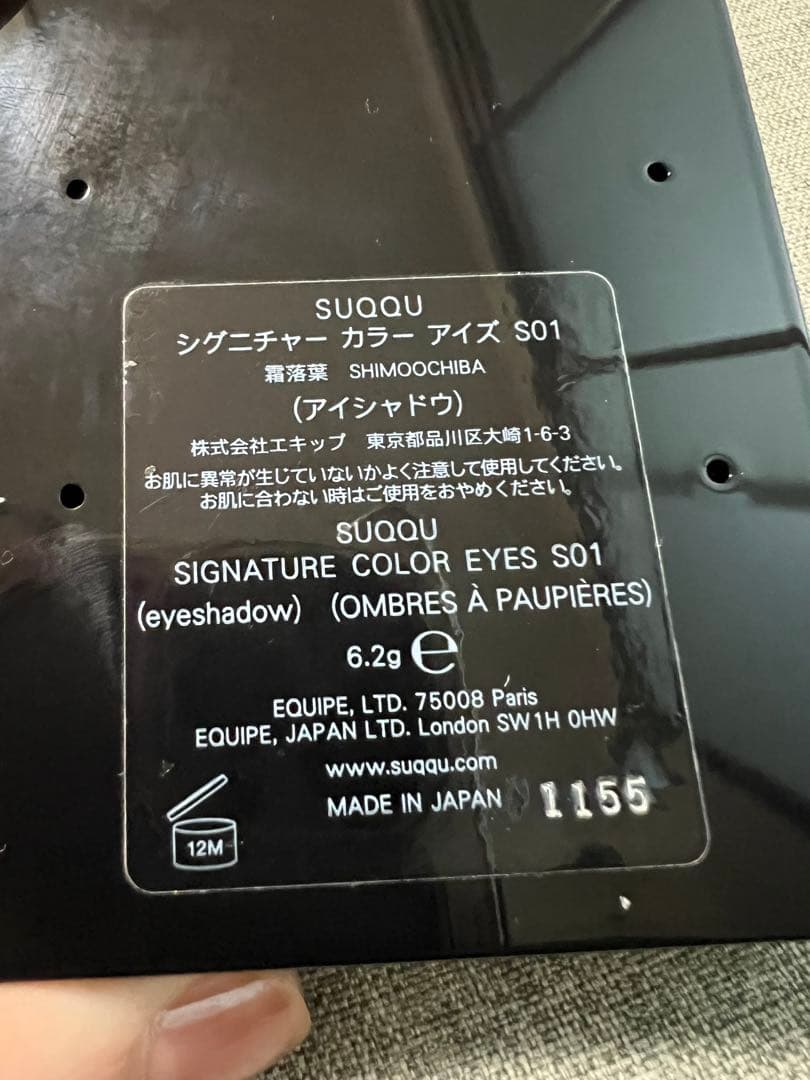 SUQQU
シグニチャー カラー アイズ S01
霜落葉 SHIMOOCHIBA
(アイシャドウ)
株式会社エキップ 東京都品川区大崎1-6-3
お肌に異常が生じていないかよく注意して使用してください。
お肌に合わない時はご使用をおやめください。
SUQQU
SIGNATURE COLOR EYES S01
(eyeshadow) (OMBRES À PAUPIÈRES)
6.2g ℮
EQUIPE, LTD. 75008 Paris
EQUIPE, JAPAN LTD. London SW1H 0HW
www.suqqu.com
MADE IN JAPAN 1155
12M